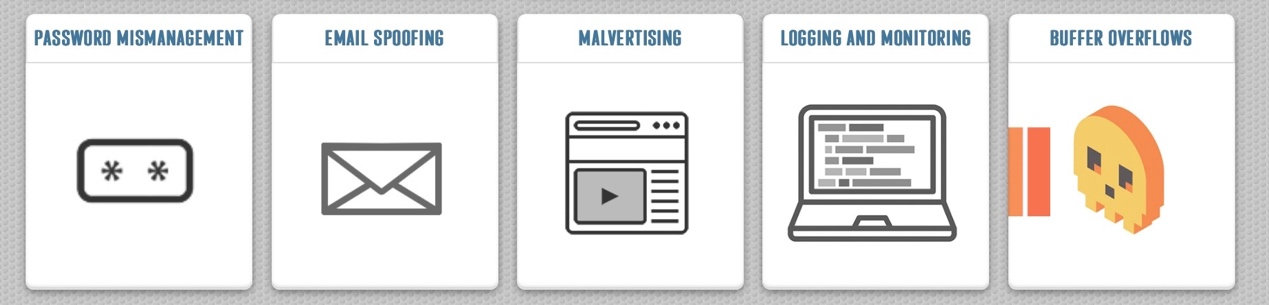 PASSWORD MISMANAGEMENT
EMAIL SPOOFING
MALVERTISING
LOGGING AND MONITORING
BUFFER OVERFLOWS
* *